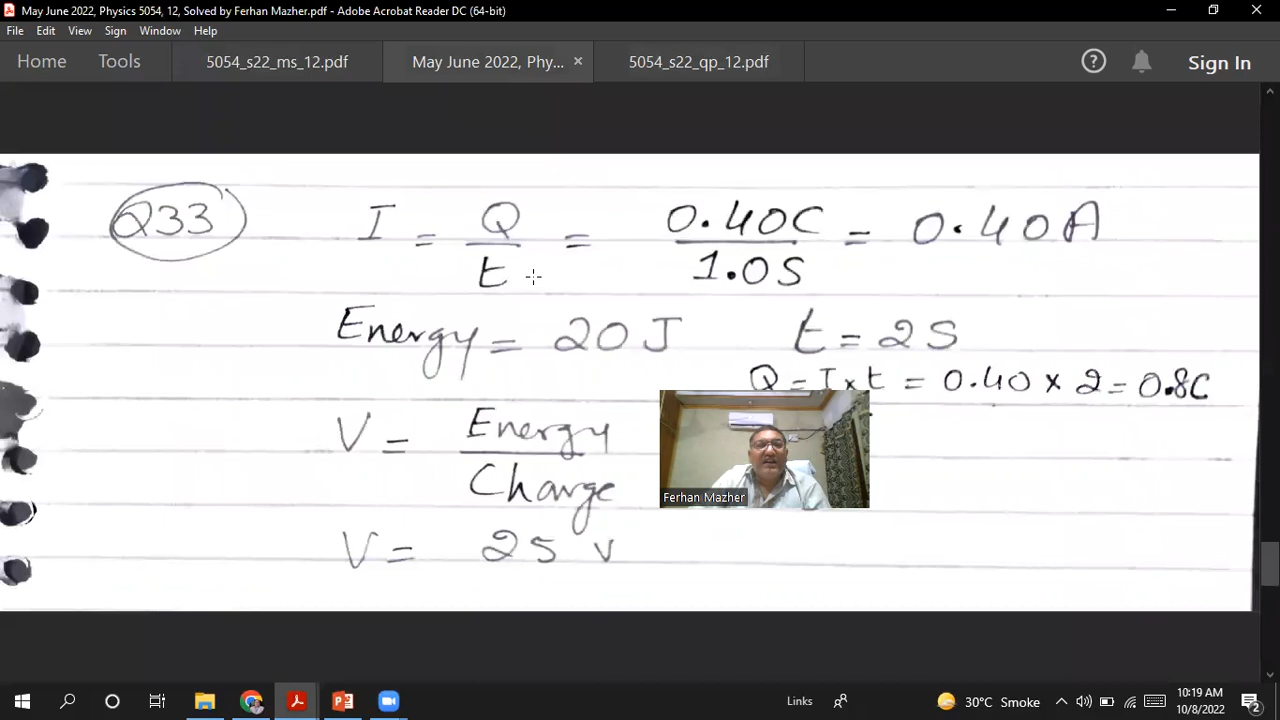 May June 2022, Physics 5054, 12, Solved by Ferhan Mazher.pdf - Adobe Acrobat Reader DC (64-bit)
File Edit View Sign Window Help
Home Tools 5054_s22_ms_12.pdf May June 2022, Phy... × 5054_s22_qp_12.pdf ? Sign In
Q33 I = Q/t = 0.40C/1.0S = 0.40A
Energy = 20J t = 2S
Q = I × t = 0.40 × 2 = 0.8C
V = Energy/Charge
Ferhan Mazher
V = 25 V
Links 30°C Smoke 10:19 AM
10/8/2022 2